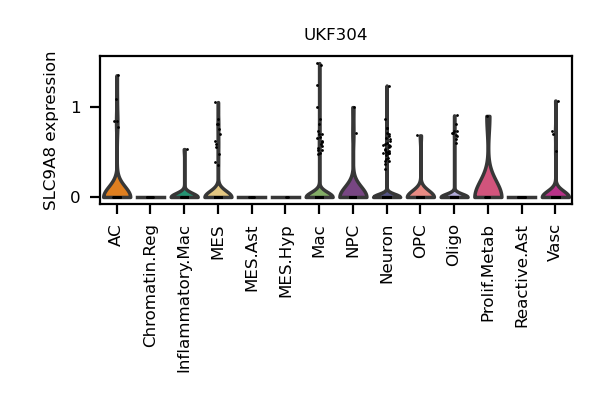 UKF304
SLC9A8 expression
1
0
AC
Chromatin.Reg
Inflammatory.Mac
MES
MES.Ast
MES.Hyp
Mac
NPC
Neuron
OPC
Oligo
Prolif.Metab
Reactive.Ast
Vasc